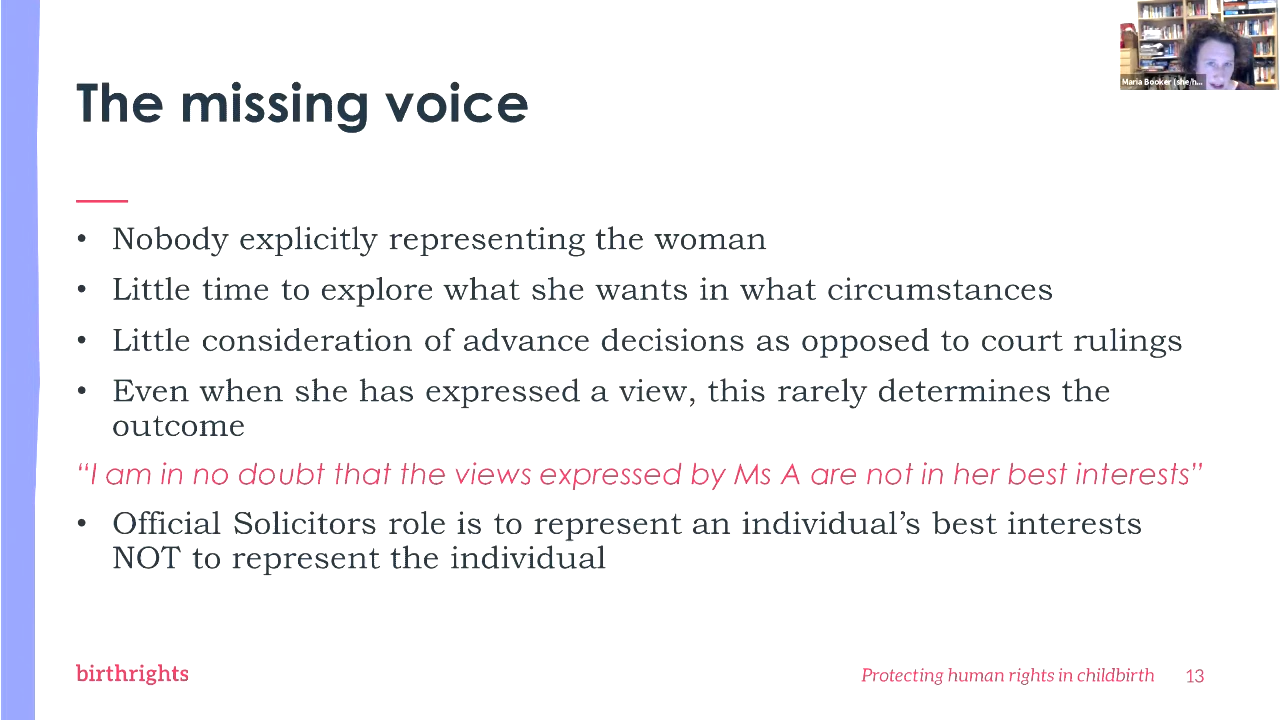 Maria Booker (she/h...
The missing voice
• Nobody explicitly representing the woman
• Little time to explore what she wants in what circumstances
• Little consideration of advance decisions as opposed to court rulings
• Even when she has expressed a view, this rarely determines the
outcome
“I am in no doubt that the views expressed by Ms A are not in her best interests”
• Official Solicitors role is to represent an individual’s best interests
NOT to represent the individual
birthrights
Protecting human rights in childbirth 13